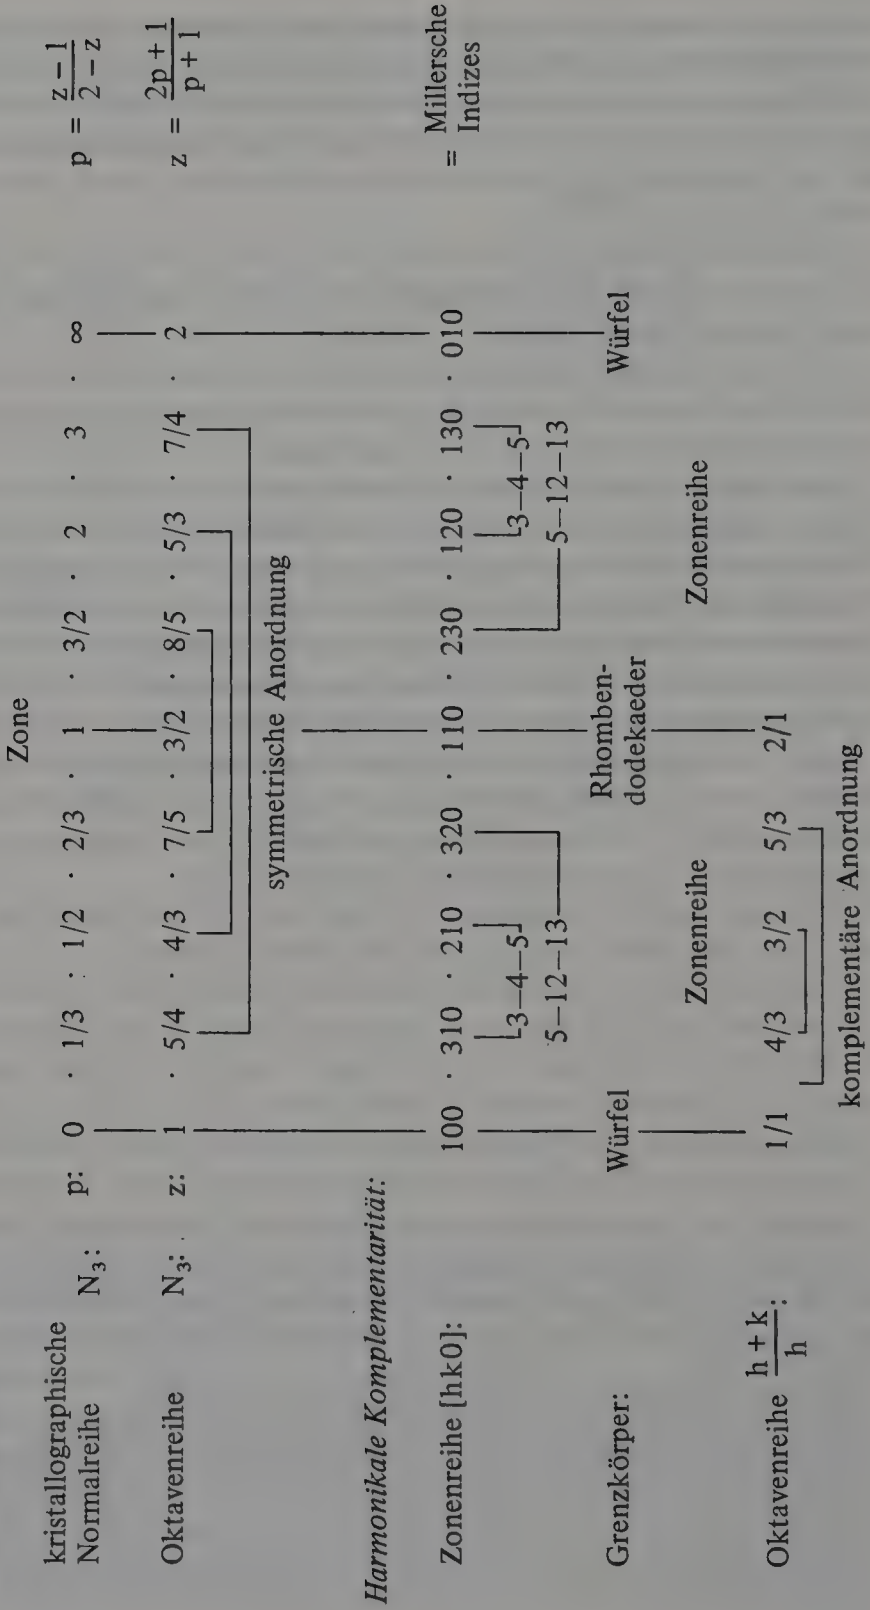 Zone
kristallographische
Normalreihe N₃: p: 0 · 1/3 : 1/2 · 2/3 · 1 · 3/2 · 2 · 3 · ∞ p = (z − 1)/(2 − z)
Oktavenreihe N₃: z: 1 · 5/4 · 4/3 · 7/5 · 3/2 · 8/5 · 5/3 · 7/4 · 2 z = (2p + 1)/(p + 1)
symmetrische Anordnung
Harmonikale Komplementarität:
Zonenreihe [hk0]: 100 · 310 · 210 · 320 · 110 · 230 · 120 · 130 · 010 = Millersche
Indizes
3–4–5 3–4–5
5–12–13 5–12–13
Grenzkörper: Würfel Rhomben- Würfel
dodekaeder
Zonenreihe Zonenreihe
Oktavenreihe (h + k)/h: 1/1 4/3 3/2 5/3 2/1
komplementäre Anordnung